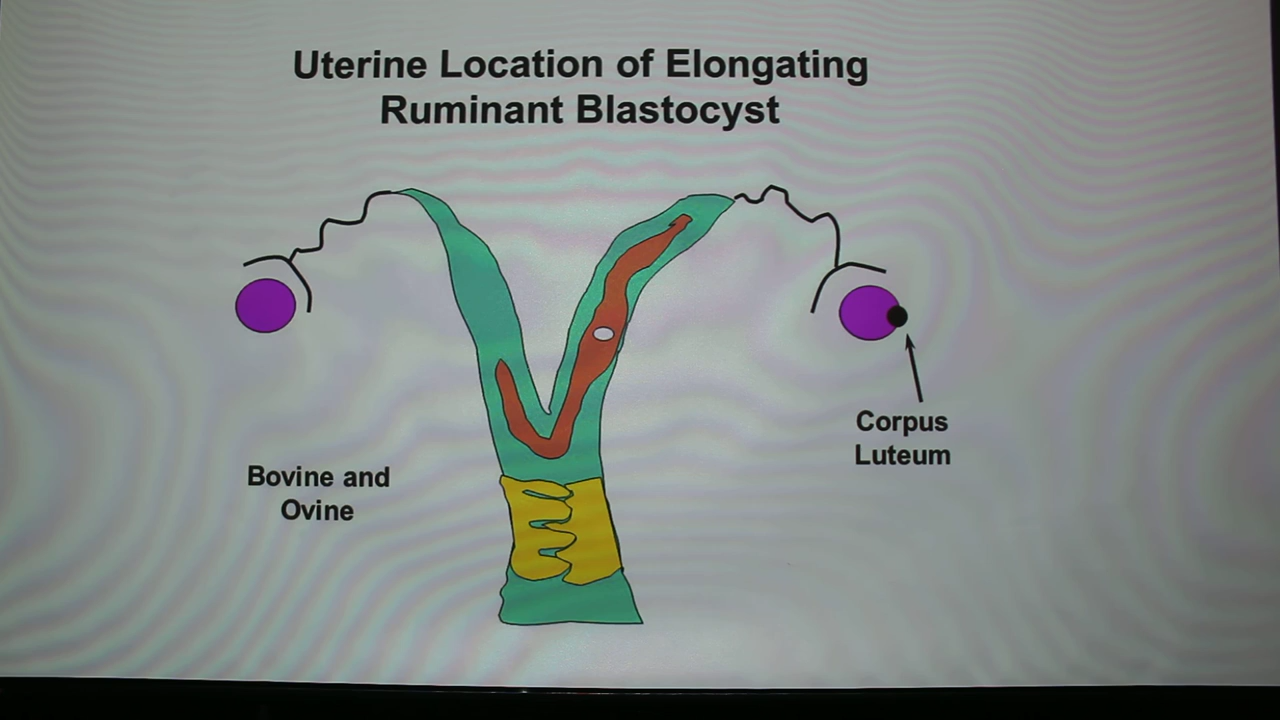 Uterine Location of Elongating
Ruminant Blastocyst
Corpus
Luteum
Bovine and
Ovine